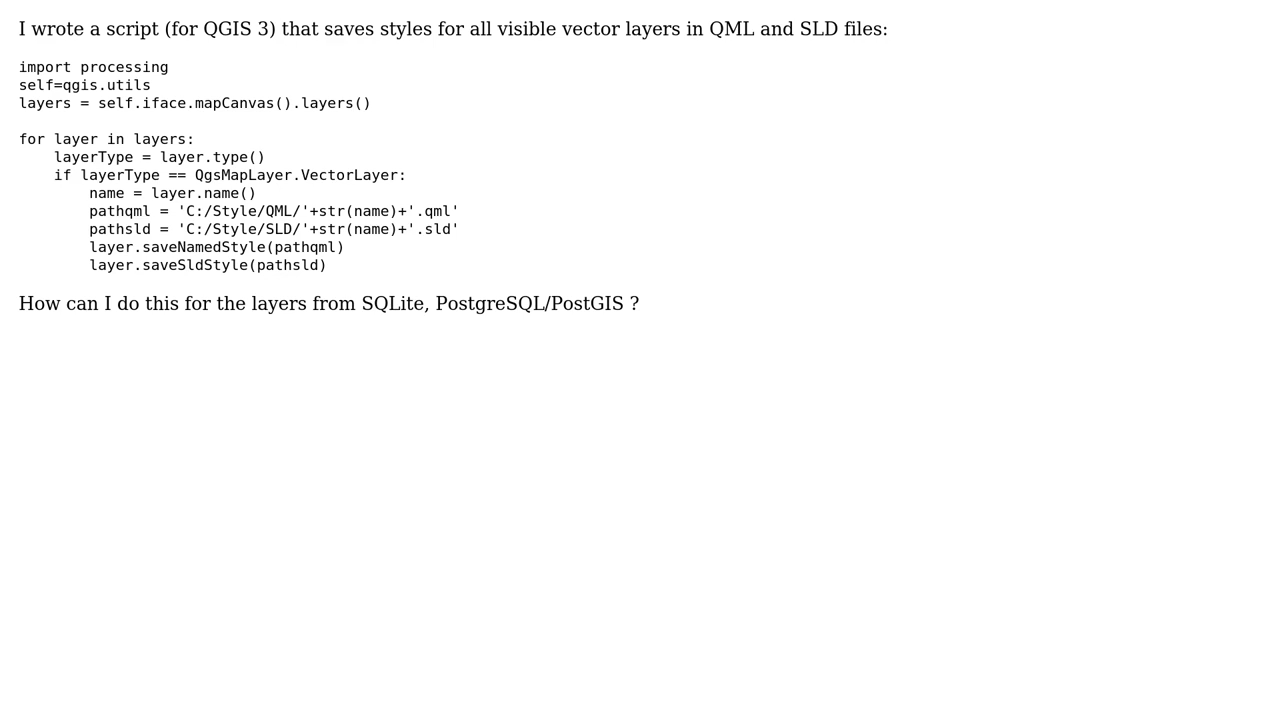 I wrote a script (for QGIS 3) that saves styles for all visible vector layers in QML and SLD files:
import processing
self=qgis.utils
layers = self.iface.mapCanvas().layers()
for layer in layers:
    layerType = layer.type()
    if layerType == QgsMapLayer.VectorLayer:
        name = layer.name()
        pathqml = 'C:/Style/QML/'+str(name)+'.qml'
        pathsld = 'C:/Style/SLD/'+str(name)+'.sld'
        layer.saveNamedStyle(pathqml)
        layer.saveSldStyle(pathsld)
How can I do this for the layers from SQLite, PostgreSQL/PostGIS ?